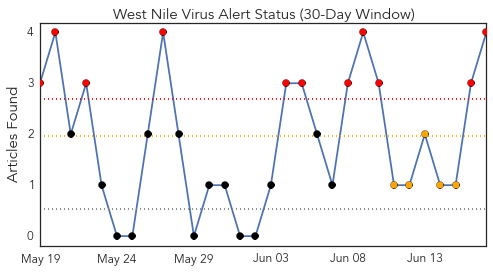 West Nile Virus Alert Status (30-Day Window)
Articles Found
4
3
2
1
0
May 19 May 24 May 29 Jun 03 Jun 08 Jun 13